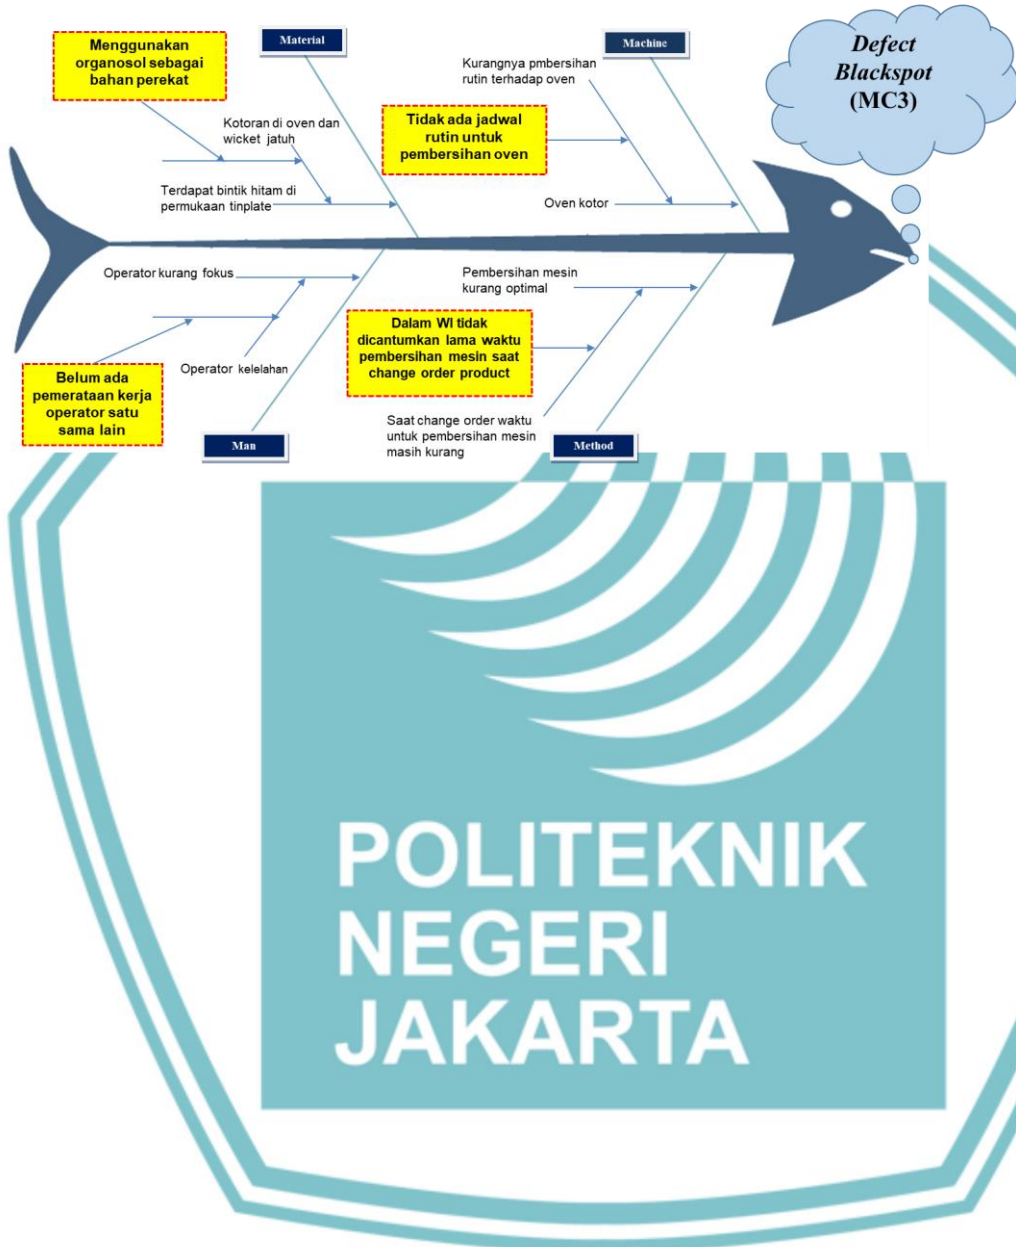 Menggunakan
organosol sebagai
bahan perekat
Material
Kotoran di oven dan
wicket jatuh
Terdapat bintik hitam di
permukaan tinplate
Machine
Kurangnya pmbersihan
rutin terhadap oven
Tidak ada jadwal
rutin untuk
pembersihan oven
Oven kotor
Defect
Blackspot
(MC3)
Operator kurang fokus
Operator kelelahan
Belum ada
pemerataan kerja
operator satu
sama lain
Man
Pembersihan mesin
kurang optimal
Dalam WI tidak
dicantumkan lama waktu
pembersihan mesin saat
change order product
Saat change order waktu
untuk pembersihan mesin
masih kurang
Method
POLITEKNIK
NEGERI
JAKARTA